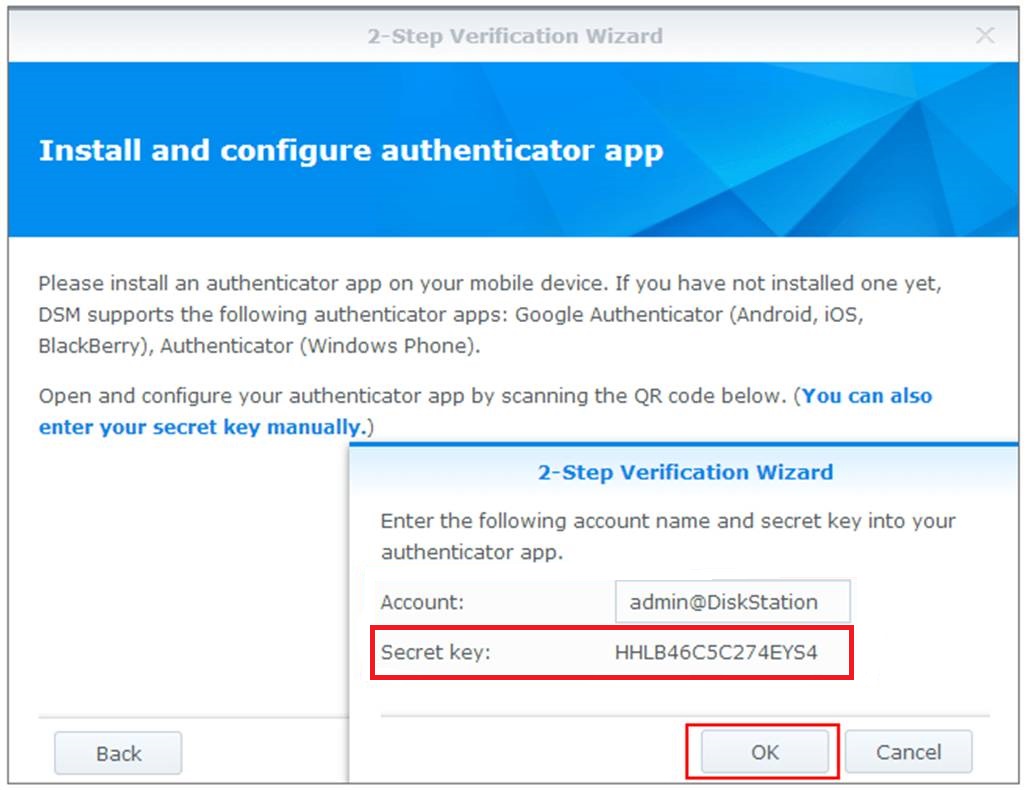 2-Step Verification Wizard
Install and configure authenticator app
Please install an authenticator app on your mobile device. If you have not installed one yet,
DSM supports the following authenticator apps: Google Authenticator (Android, iOS,
BlackBerry), Authenticator (Windows Phone).
Open and configure your authenticator app by scanning the QR code below. (You can also
enter your secret key manually.)
2-Step Verification Wizard
Enter the following account name and secret key into your
authenticator app.
Account: admin@DiskStation
Secret key: HHLB46C5C274EYS4
Back
OK Cancel